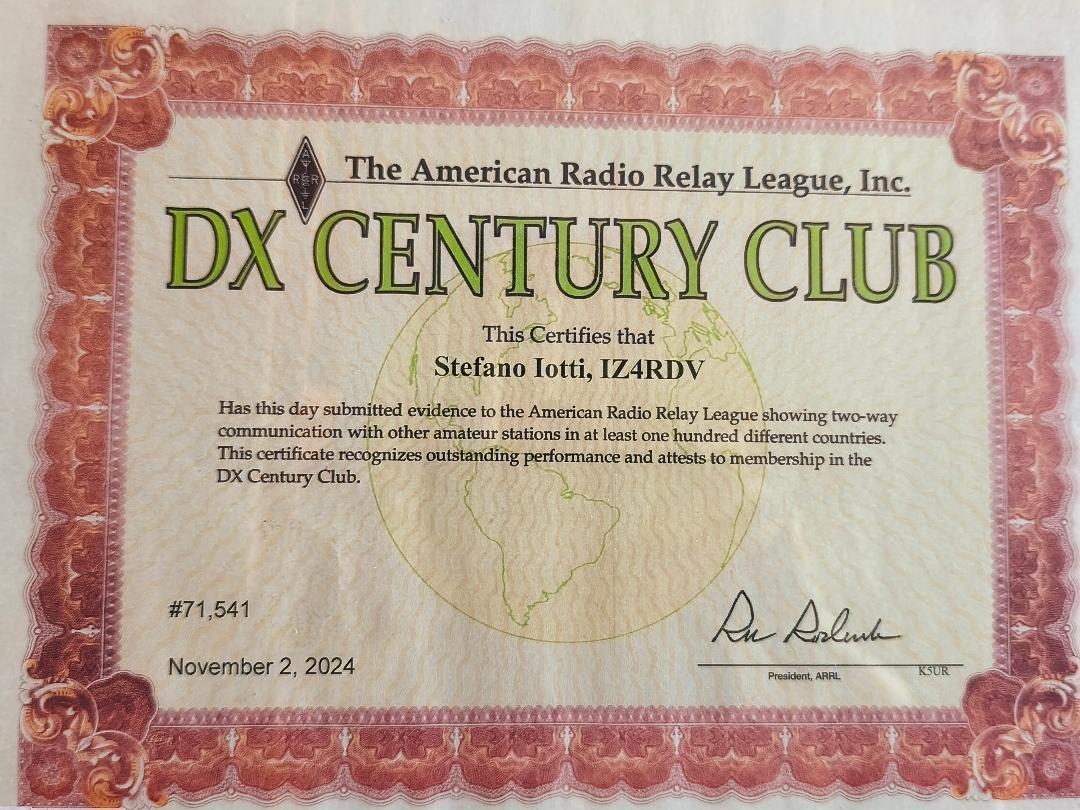 The American Radio Relay League, Inc.
DX CENTURY CLUB
This Certifies that
Stefano Iotti, IZ4RDV
Has this day submitted evidence to the American Radio Relay League showing two-way
communication with other amateur stations in at least one hundred different countries.
This certificate recognizes outstanding performance and attests to membership in the
DX Century Club.
#71,541
November 2, 2024
President, ARRL
K5UR